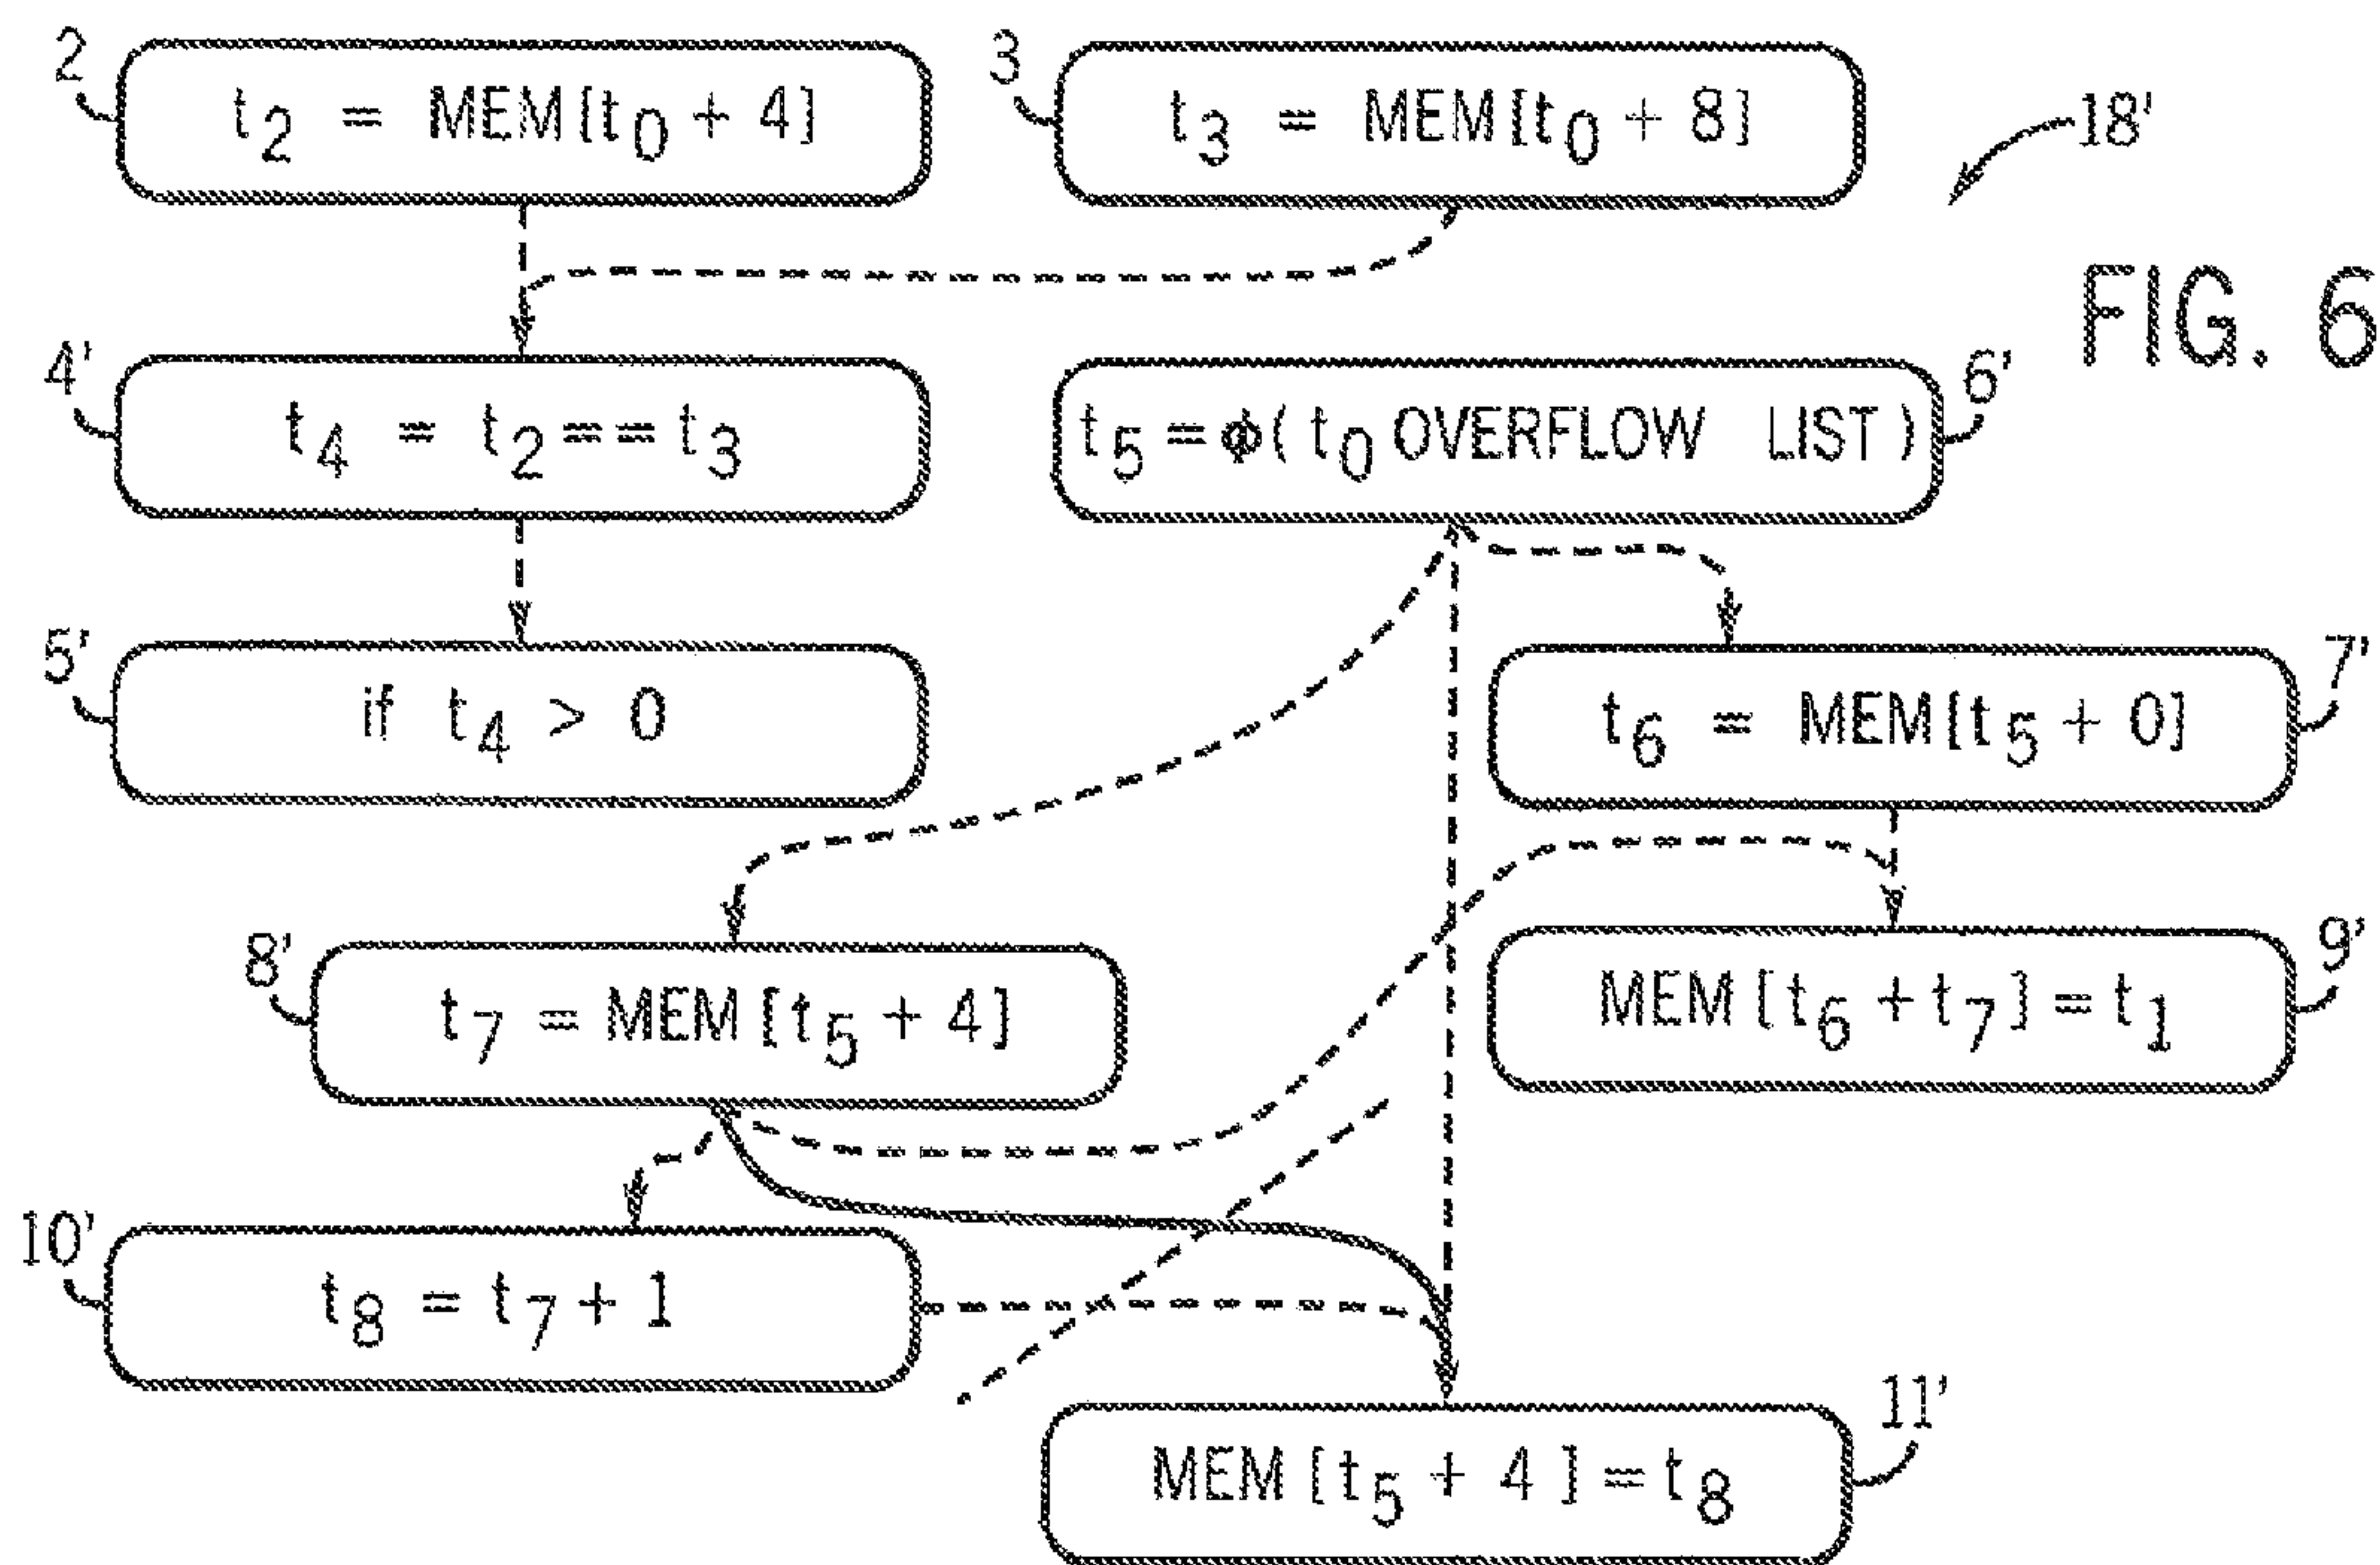 2
t2 = MEM[t0 + 4]
3
t3 = MEM[t0 + 8]
18'
FIG. 6
4'
t4 = t2 == t3
t5 = ϕ( t0 OVERFLOW LIST )
6'
5'
if t4 > 0
t6 = MEM[t5 + 0]
7'
8'
t7 = MEM [t5 + 4]
MEM [t6 + t7] = t1
9'
10'
t8 = t7 + 1
MEM [t5 + 4 ] = t8
11'